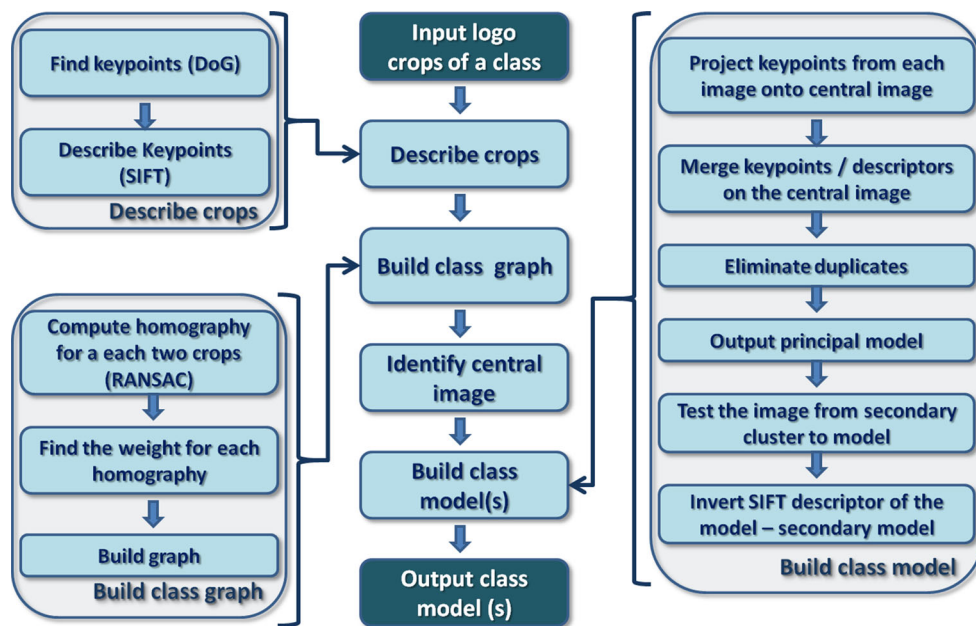 Find keypoints (DoG)
Describe Keypoints
(SIFT)
Describe crops
Compute homography
for a each two crops
(RANSAC)
Find the weight for each
homography
Build graph
Build class graph
Input logo
crops of a class
Describe crops
Build class  graph
Identify central
image
Build class
model(s)
Output class
model (s)
Project keypoints from each
image onto central image
Merge keypoints / descriptors
on the central image
Eliminate duplicates
Output principal model
Test the image from secondary
cluster to model
Invert SIFT descriptor of the
model – secondary model
Build class model